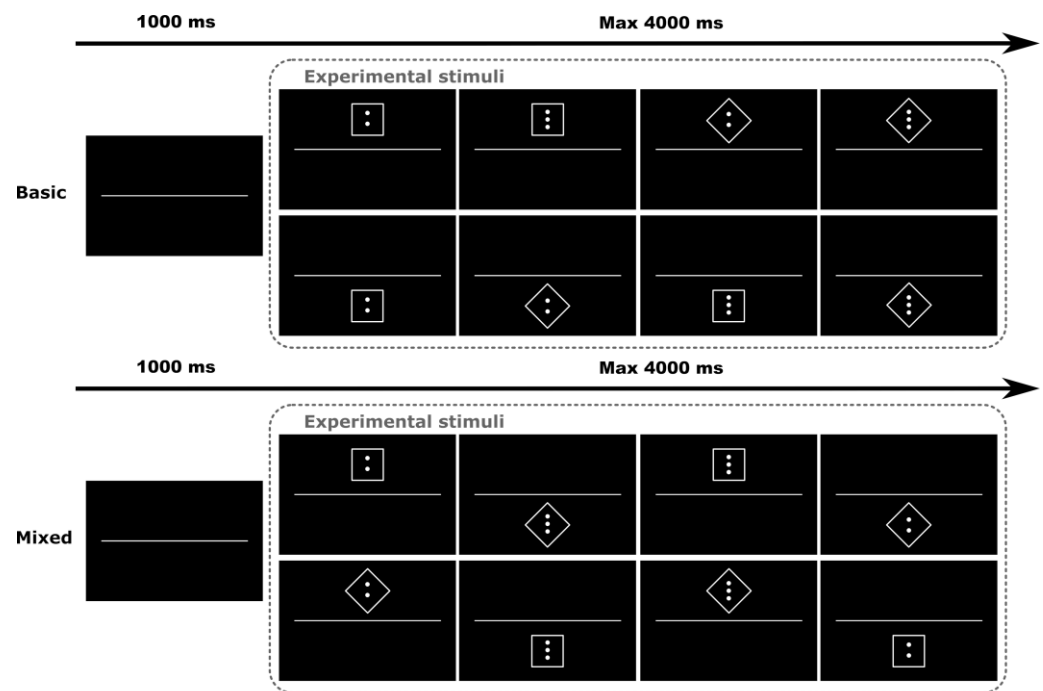 1000 ms Max 4000 ms
Experimental stimuli
Basic
1000 ms Max 4000 ms
Experimental stimuli
Mixed